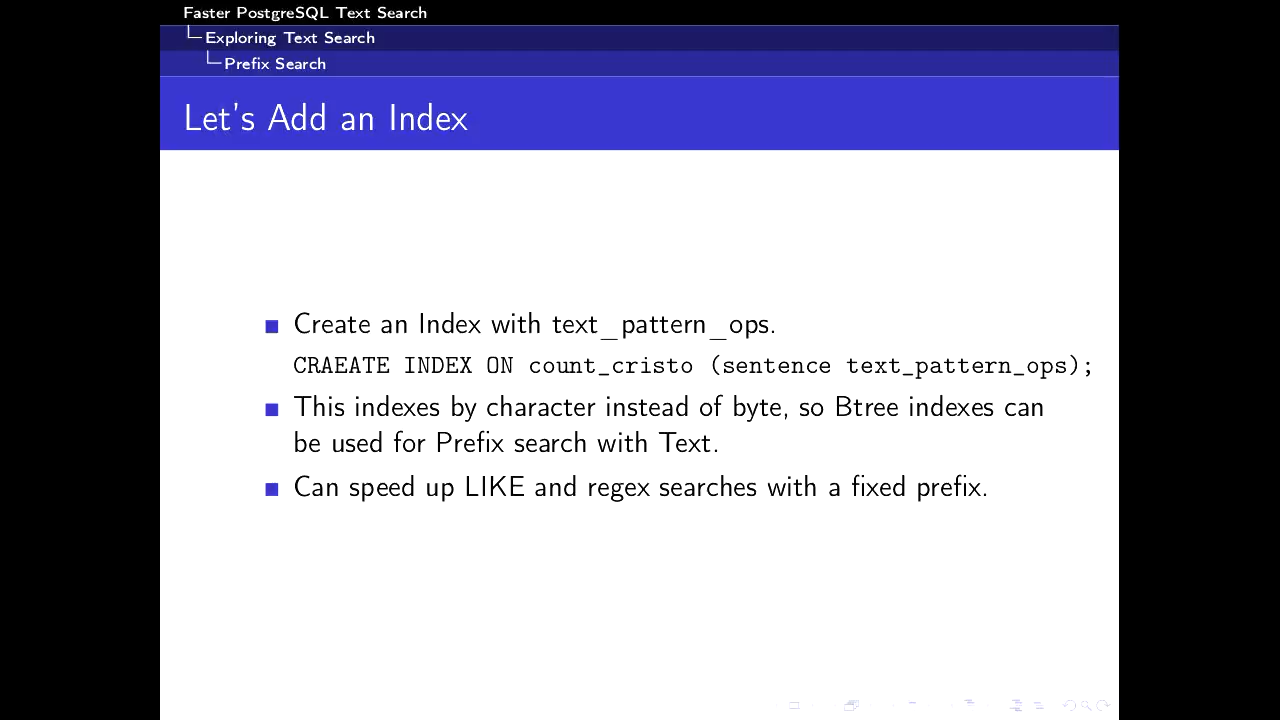 Faster PostgreSQL Text Search
Exploring Text Search
Prefix Search
Let's Add an Index
Create an Index with text_pattern_ops.
CRAEATE INDEX ON count_cristo (sentence text_pattern_ops);
This indexes by character instead of byte, so Btree indexes can
be used for Prefix search with Text.
Can speed up LIKE and regex searches with a fixed prefix.